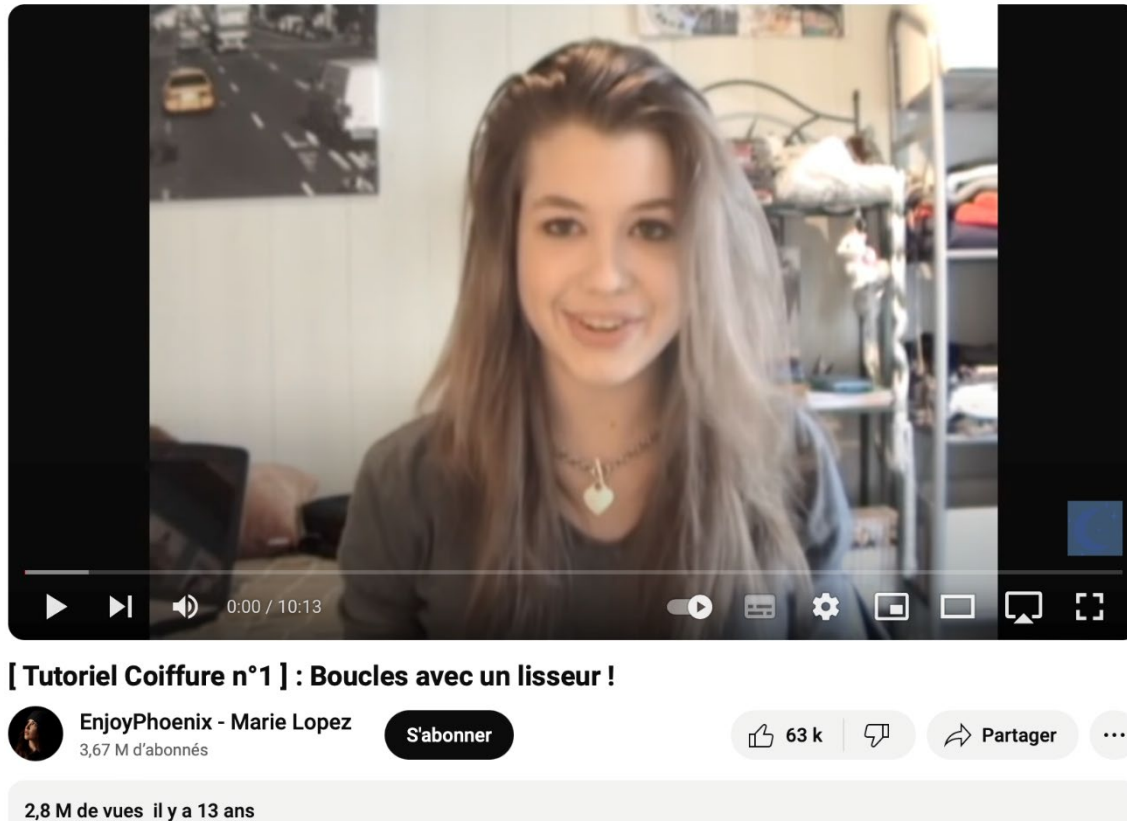 0:00 / 10:13
[ Tutoriel Coiffure n°1 ] : Boucles avec un lisseur !
EnjoyPhoenix - Marie Lopez
3,67 M d’abonnés
S'abonner
63 k
Partager
2,8 M de vues il y a 13 ans